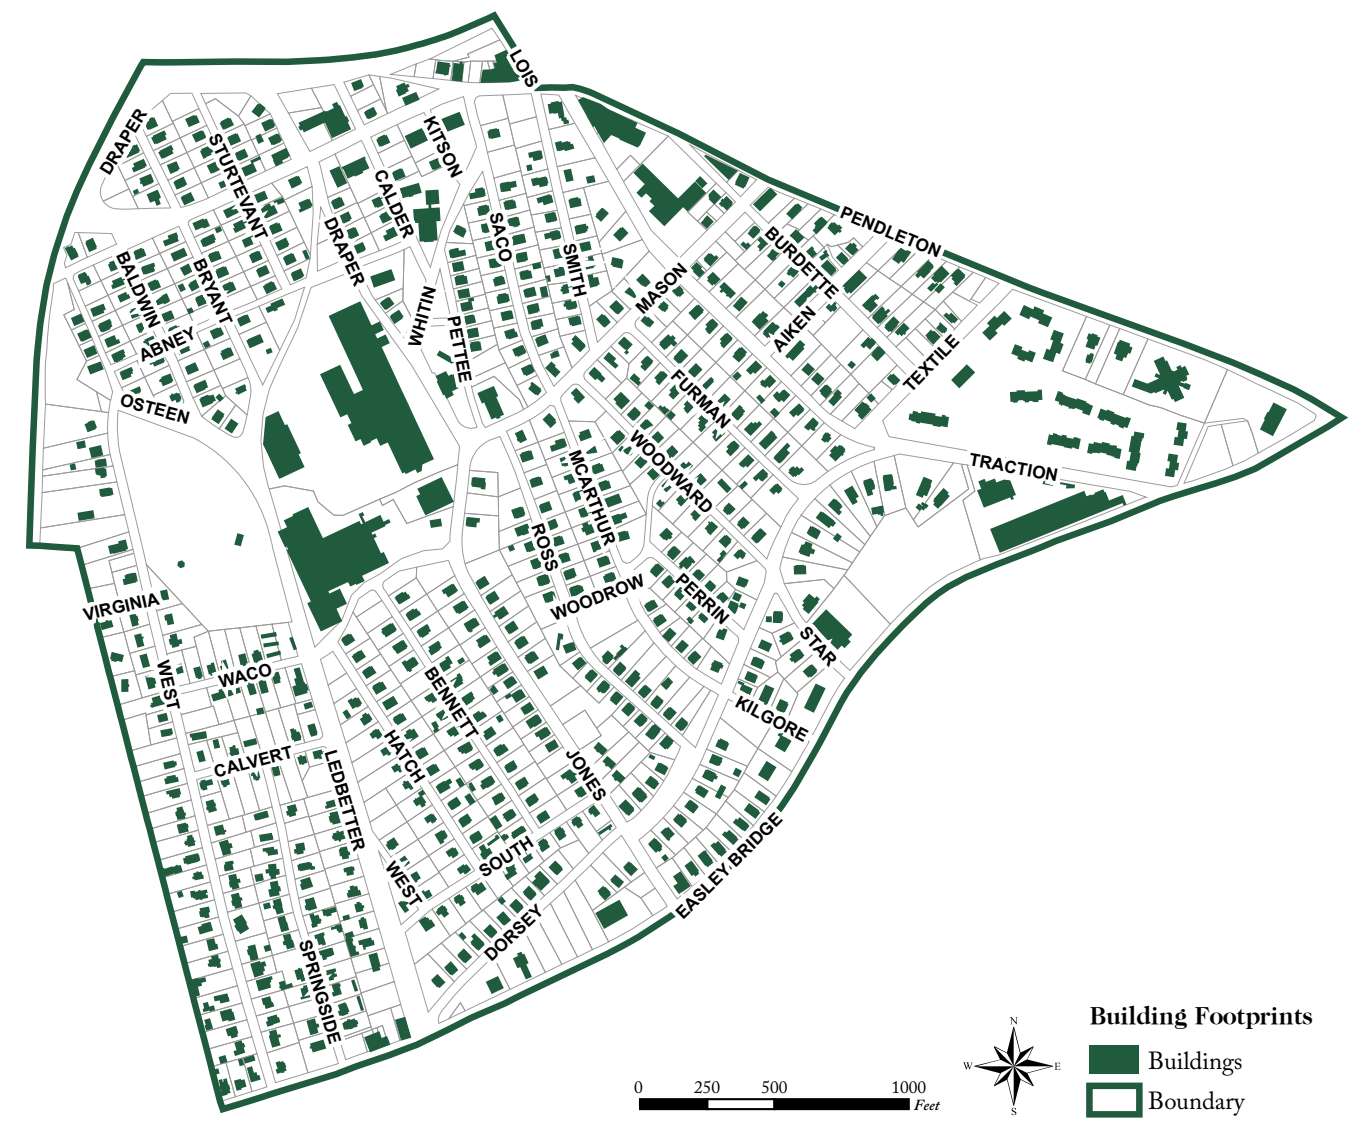 LOIS
DRAPER
STURTEVANT
KITSON
CALDER
PENDLETON
SACO
DRAPER
BURDETTE
SMITH
BALDWIN
BRYANT
MASON
WHITIN
ABNEY
PETTEE
AIKEN
TEXTILE
OSTEEN
FURMAN
WOODWARD
TRACTION
MCARTHUR
ROSS
WOODROW
PERRIN
VIRGINIA
STAR
WEST
WACO
BENNETT
KILGORE
CALVERT
HATCH
JONES
LEDBETTER
SOUTH
WEST
EASLEY BRIDGE
DORSEY
SPRINGSIDE
Building Footprints
Buildings
Boundary
N
W E
S
0 250 500 1000
Feet